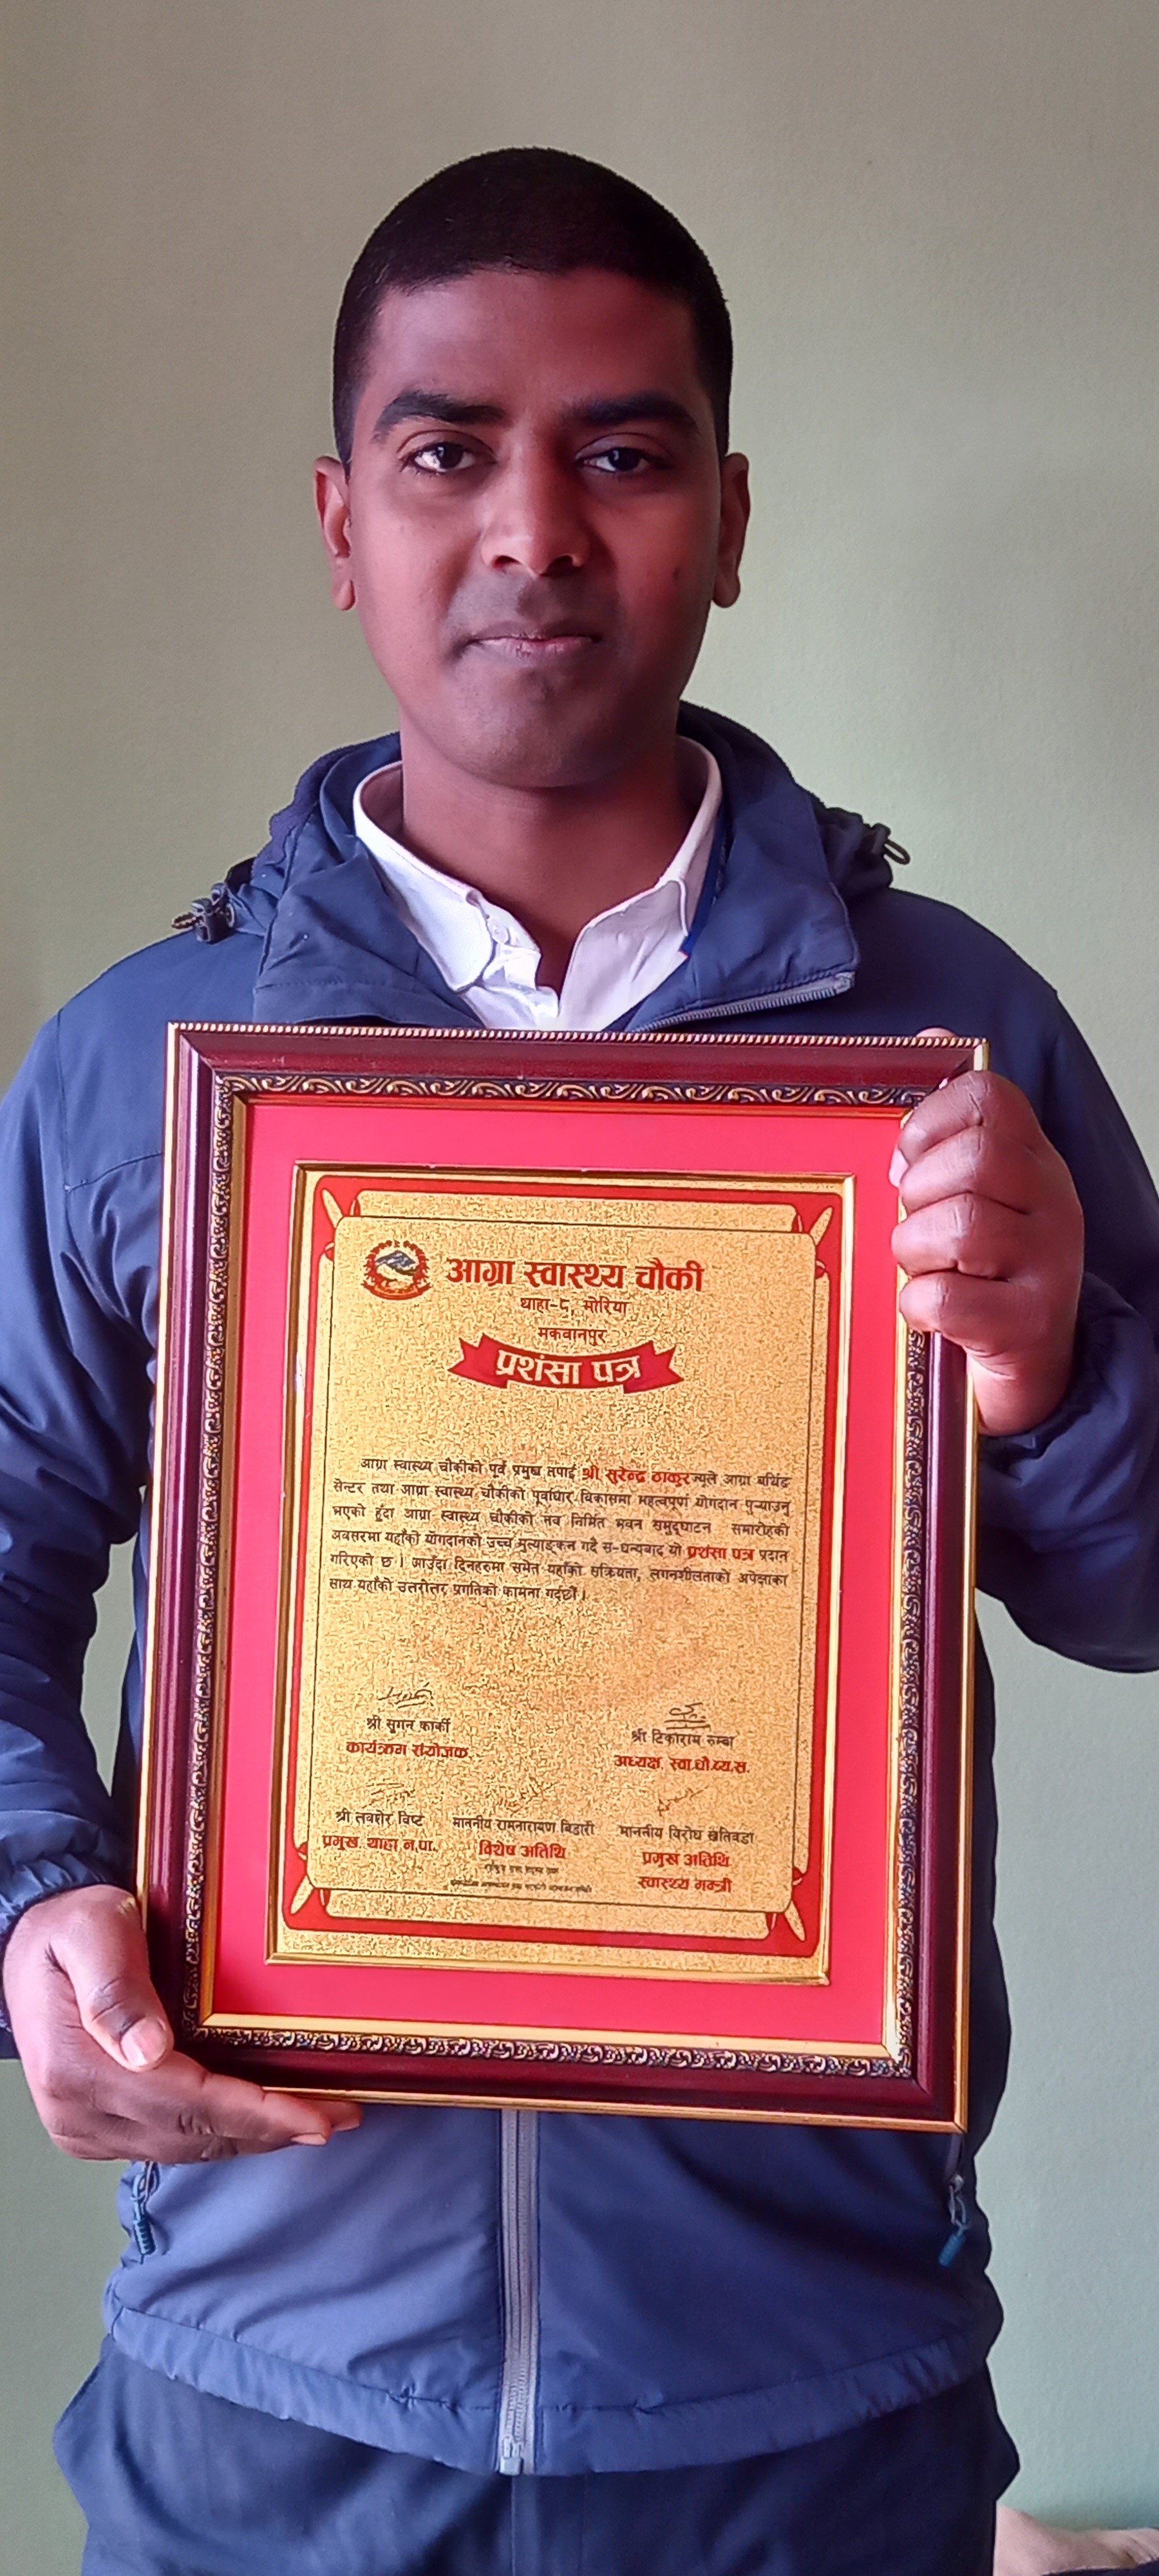 आग्रा स्वास्थ्य चौकी
थाहा-८, मोरिया
मकवानपुर
प्रशंसा पत्र
आग्रा स्वास्थ्य चौकीको पूर्व प्रमुख तपाई श्री सुरेन्द्र ठाकुरज्यूले आग्रा बर्थिङ
सेन्टर तथा आग्रा स्वास्थ्य चौकीको पूर्वाधार विकासमा महत्वपूर्ण योगदान पुर्‍याउनु
भएको हुँदा आग्रा स्वास्थ्य चौकीको नव निर्मित भवन समुद्घाटन समारोहको
अवसरमा यहाँको योगदानको उच्च मुल्याङ्कन गर्दै स-धन्यवाद यो प्रशंसा पत्र प्रदान
गरिएको छ । आउँदा दिनहरुमा समेत यहाँको सक्रियता, लगनशीलताको अपेक्षाका
साथ यहाँको उत्तरोत्तर प्रगतिको कामना गर्दछौं ।
श्री सुगन कार्की
कार्यक्रम संयोजक
श्री टिकाराम रुम्बा
अध्यक्ष, स्वा.चौ.व्य.स.
श्री लवशेर विष्ट
प्रमुख, थाहा न.पा.
माननीय रामनारायण बिडारी
विशेष अतिथि
माननीय विरोध खतिवडा
प्रमुख अतिथि
स्वास्थ्य मन्त्री